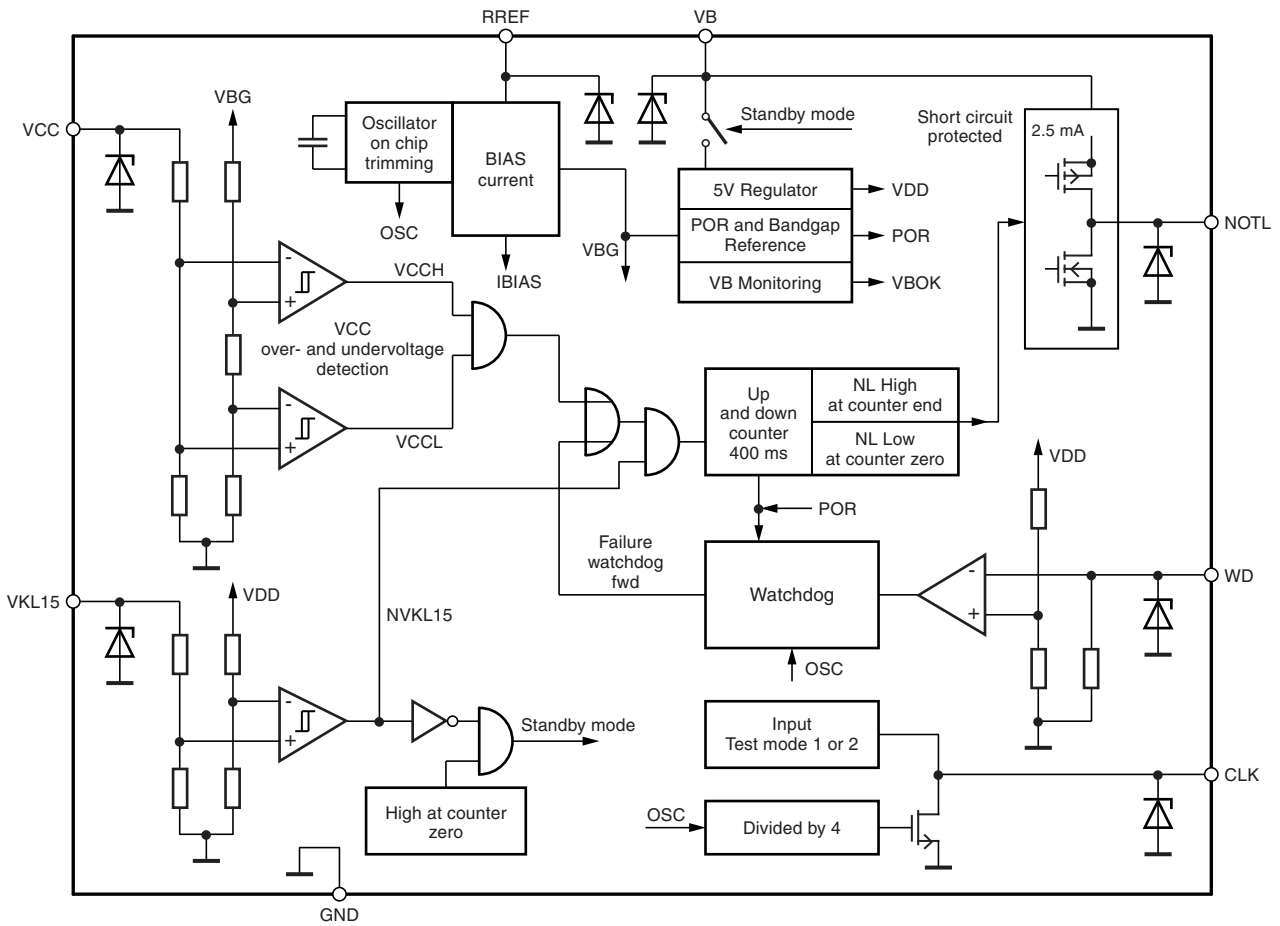 RREF
VB
VBG
VCC
Oscillator
on chip
trimming
BIAS
current
Standby mode
Short circuit
protected
2.5 mA
5V Regulator
VDD
POR and Bandgap
Reference
POR
VB Monitoring
VBOK
NOTL
OSC
VBG
IBIAS
-
+
VCCH
VCC
over- and undervoltage
detection
-
+
VCCL
Up
and down
counter
400 ms
NL High
at counter end
NL Low
at counter zero
POR
VDD
Failure
watchdog
fwd
Watchdog
-
+
WD
OSC
VKL15
VDD
NVKL15
-
+
Standby mode
High at counter
zero
Input
Test mode 1 or 2
CLK
OSC
Divided by 4
GND